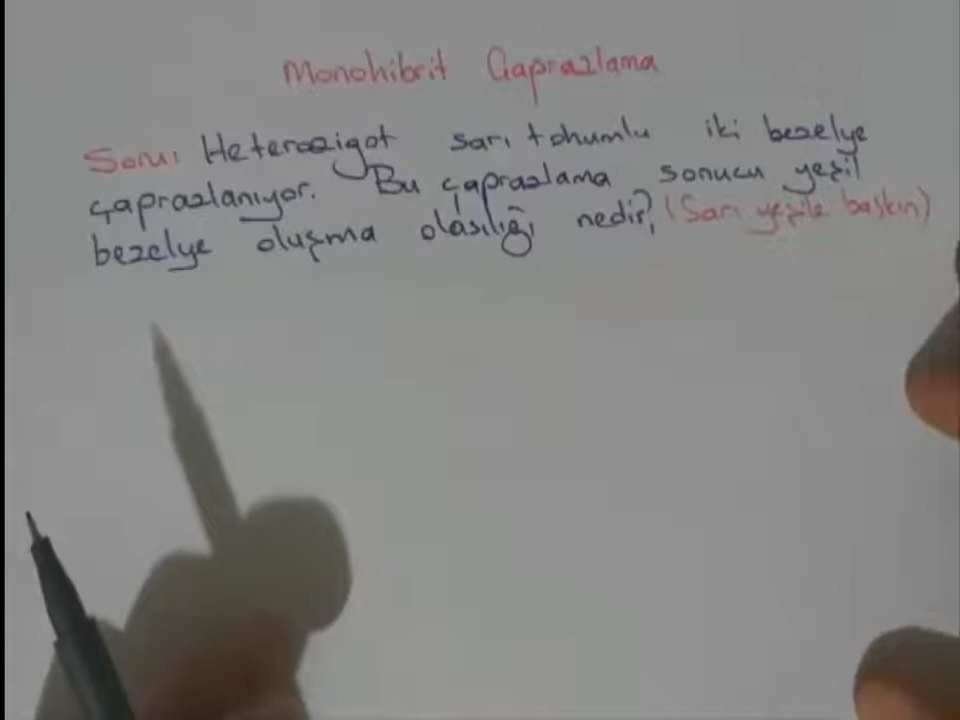 Monohibrit Çaprazlama
Soru: Heterozigot sarı tohumlu iki bezelye
çaprazlanıyor. Bu çaprazlama sonucu yeşil
bezelye oluşma olasılığı nedir? (Sarı yeşile baskın)